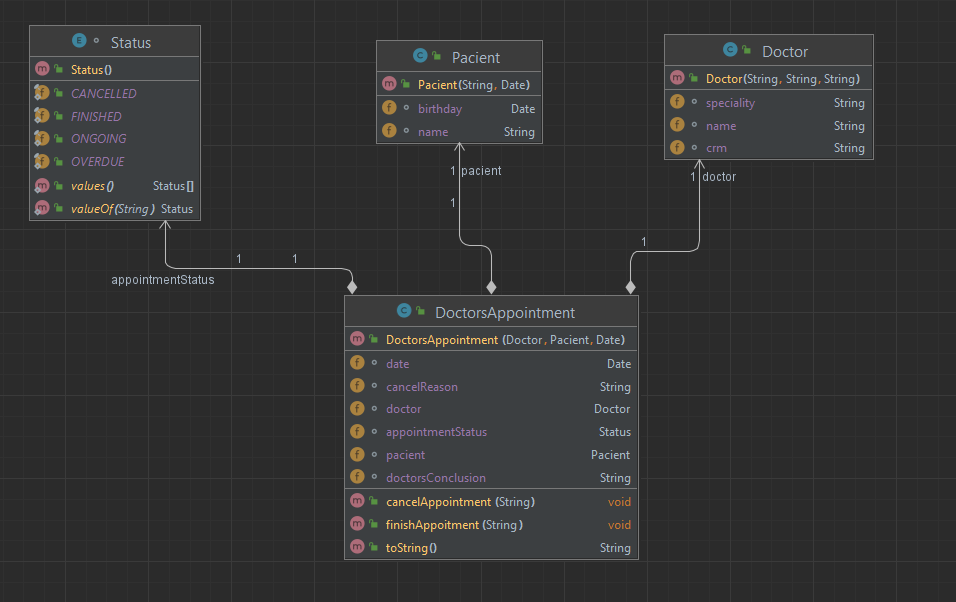 E Status
m Status()
f CANCELLED
f FINISHED
f ONGOING
f OVERDUE
m values() Status[]
m valueOf(String) Status
C Pacient
m Pacient(String, Date)
f birthday Date
f name String
C Doctor
m Doctor(String, String, String)
f speciality String
f name String
f crm String
1 pacient
1
1 doctor
1
1 1
appointmentStatus
C DoctorsAppointment
m DoctorsAppointment (Doctor, Pacient, Date)
f date Date
f cancelReason String
f doctor Doctor
f appointmentStatus Status
f pacient Pacient
f doctorsConclusion String
m cancelAppointment (String) void
m finishAppoitment (String) void
m toString() String